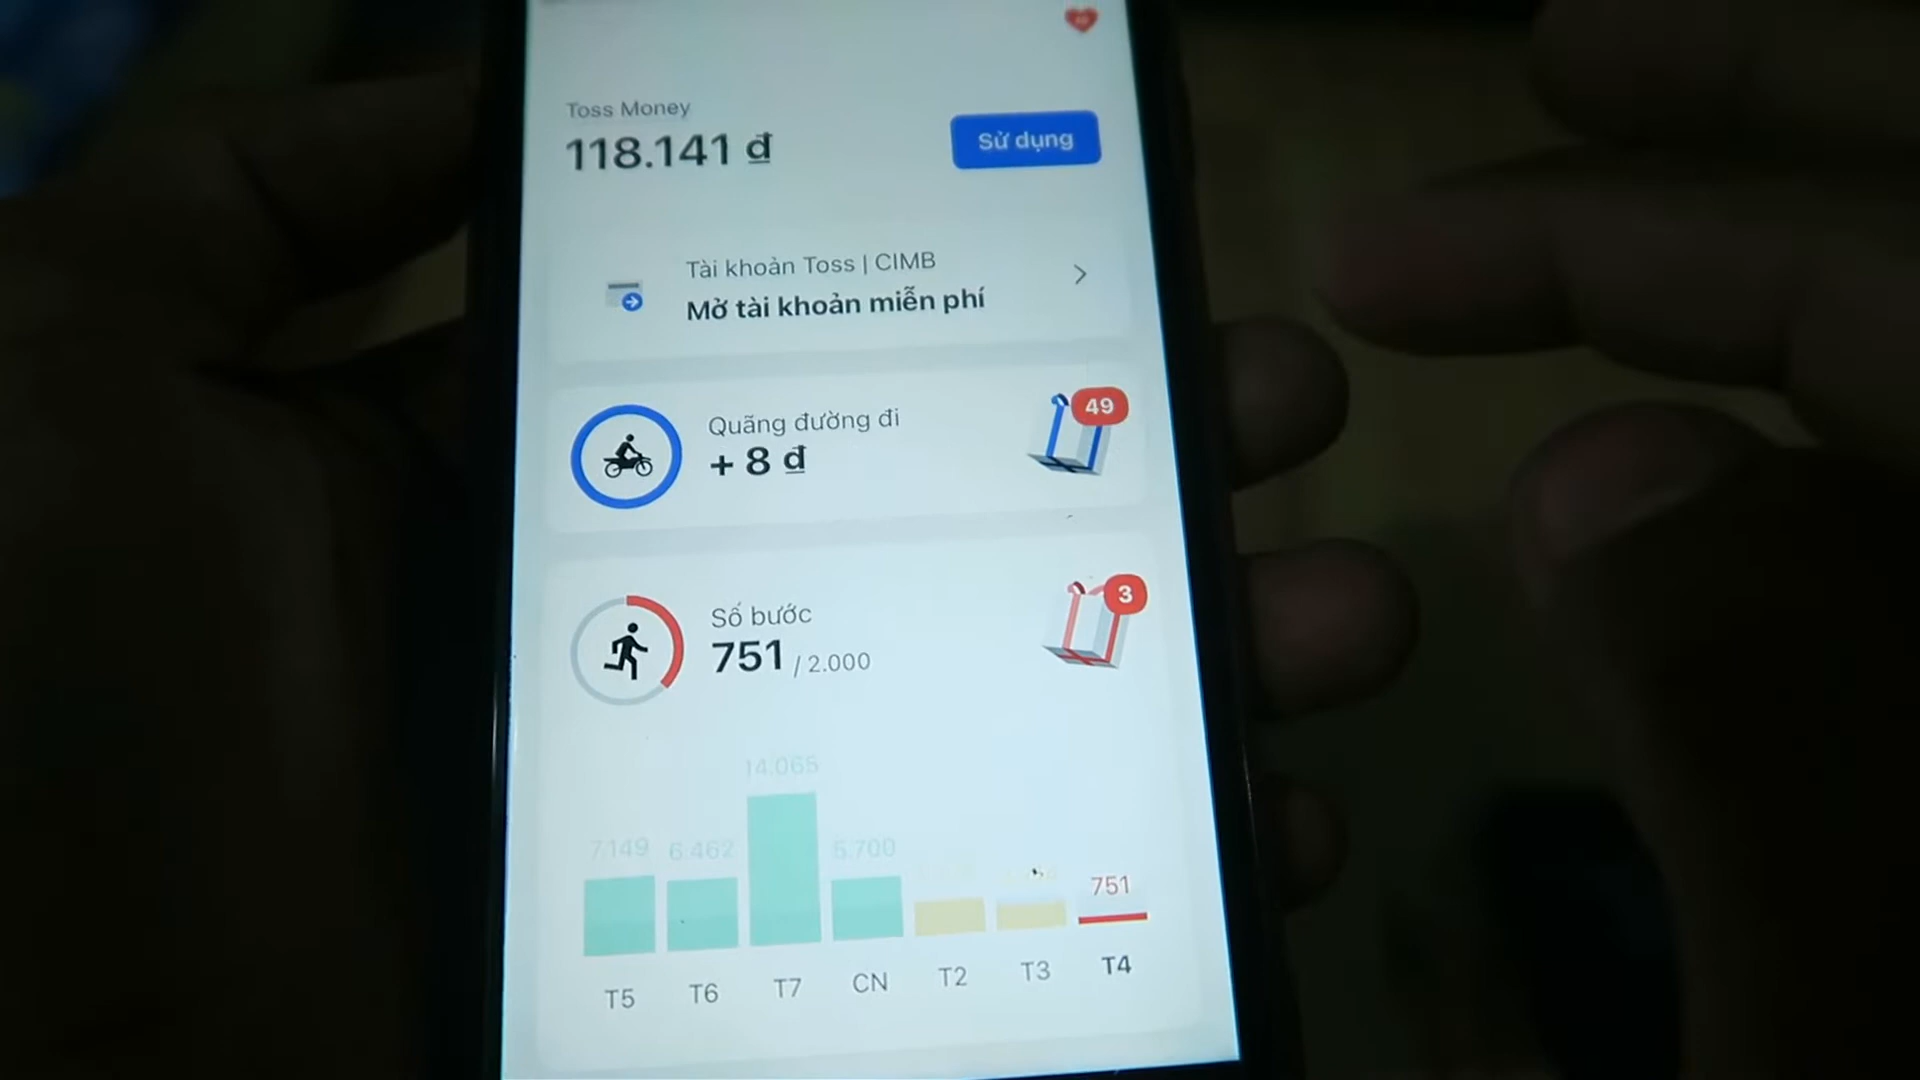 Toss Money
118.141 đ
Sử dụng
Tài khoản Toss | CIMB
Mở tài khoản miễn phí
Quãng đường đi
+ 8 đ
49
Số bước
751 / 2.000
3
14.065
7.149 6.462 5.700
751
T5 T6 T7 CN T2 T3 T4